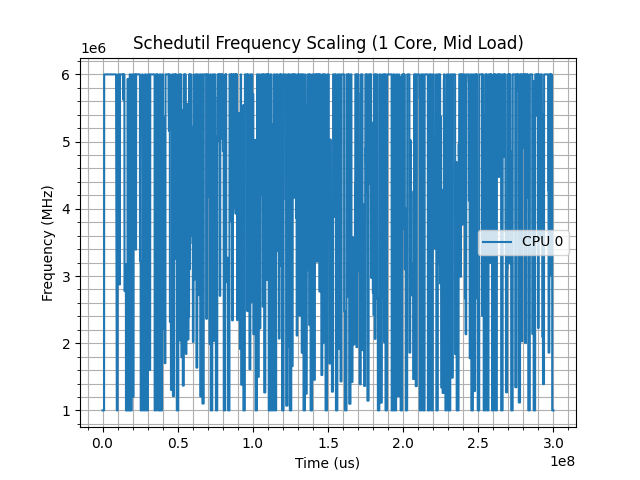 Schedutil Frequency Scaling (1 Core, Mid Load)
1e6
6
5
4
3
2
1
Frequency (MHz)
CPU 0
0.0 0.5 1.0 1.5 2.0 2.5 3.0
1e8
Time (us)